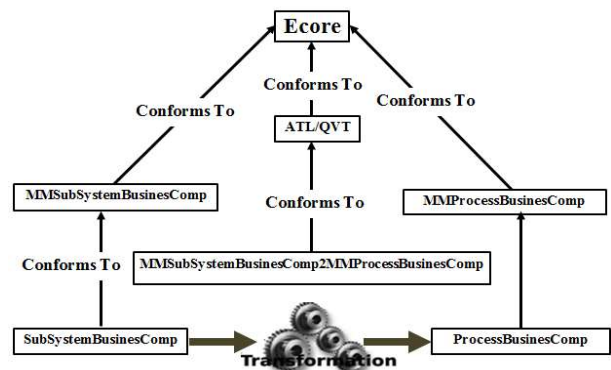 Ecore
Conforms To
Conforms To
Conforms To
ATL/QVT
MMSubSystemBusinesComp
MMProcessBusinesComp
Conforms To
Conforms To
MMSubSystemBusinesComp2MMProcessBusinesComp
SubSystemBusinesComp
Transformation
ProcessBusinesComp